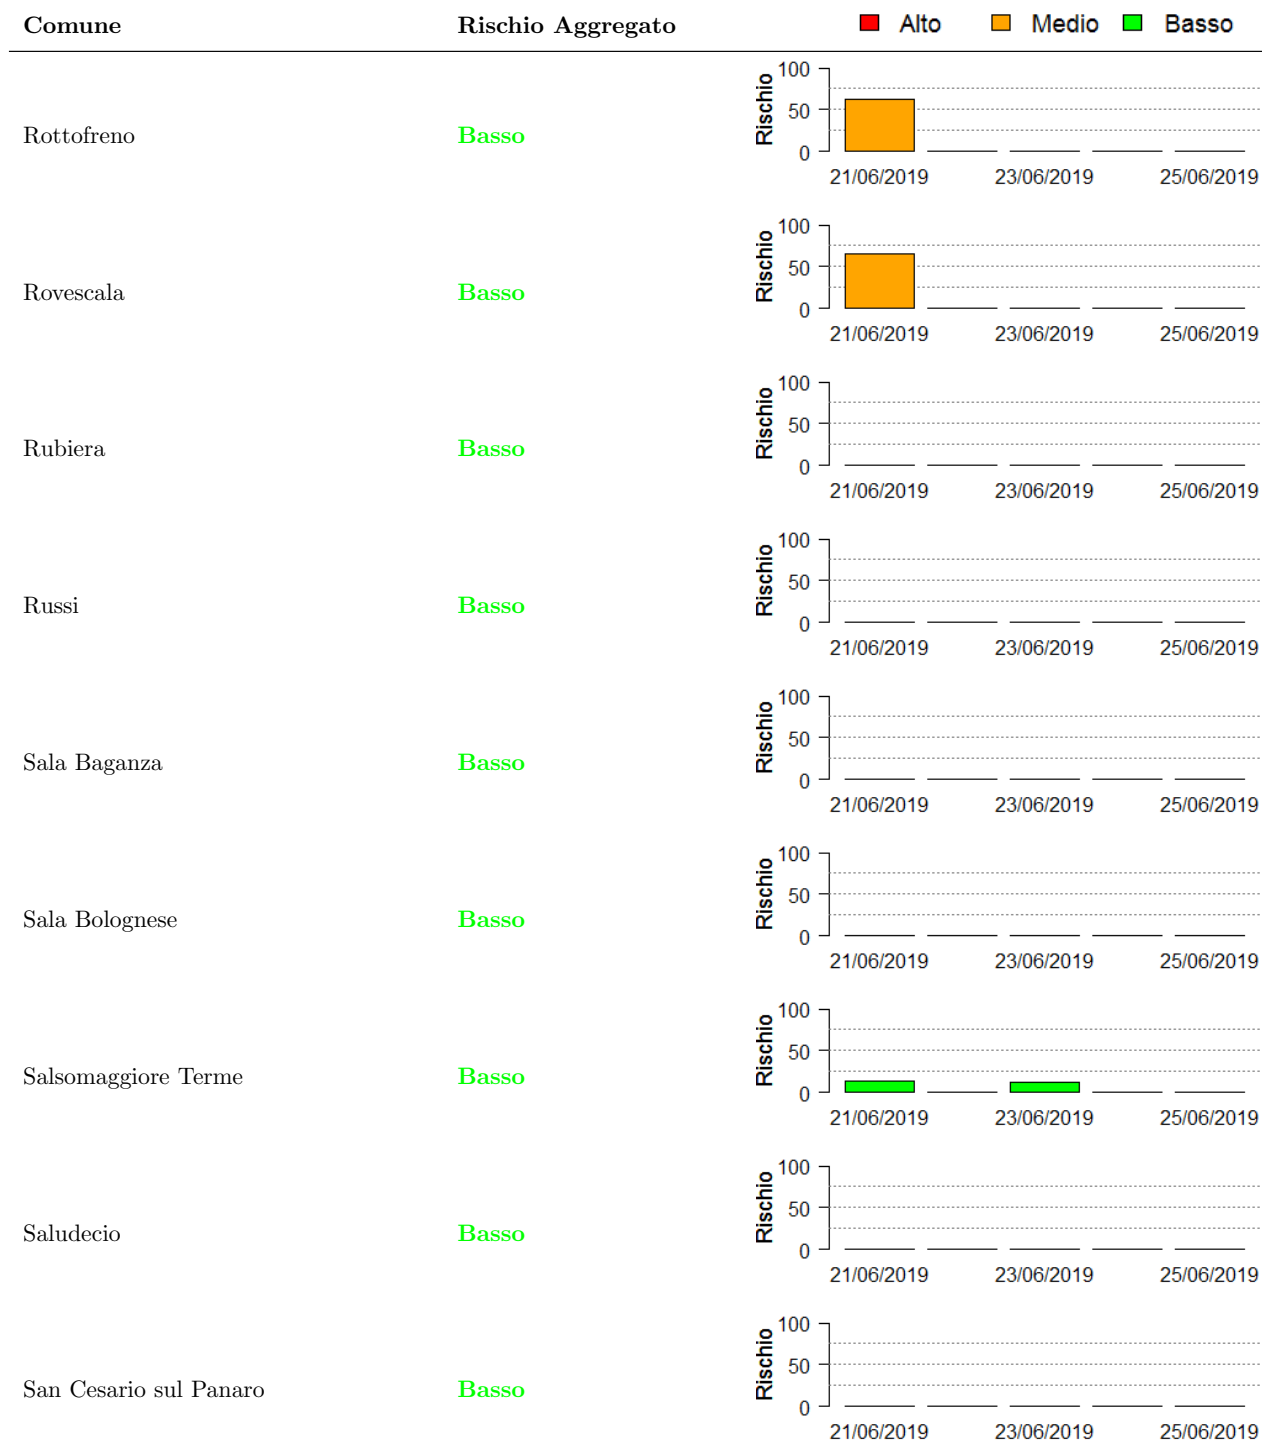 Comune Rischio Aggregato Alto Medio Basso
100
50
0
Rischio
Rottofreno Basso
21/06/2019 23/06/2019 25/06/2019
100
50
0
Rischio
Rovescala Basso
21/06/2019 23/06/2019 25/06/2019
100
50
0
Rischio
Rubiera Basso
21/06/2019 23/06/2019 25/06/2019
100
50
0
Rischio
Russi Basso
21/06/2019 23/06/2019 25/06/2019
100
50
0
Rischio
Sala Baganza Basso
21/06/2019 23/06/2019 25/06/2019
100
50
0
Rischio
Sala Bolognese Basso
21/06/2019 23/06/2019 25/06/2019
100
50
0
Rischio
Salsomaggiore Terme Basso
21/06/2019 23/06/2019 25/06/2019
100
50
0
Rischio
Saludecio Basso
21/06/2019 23/06/2019 25/06/2019
100
50
0
Rischio
San Cesario sul Panaro Basso
21/06/2019 23/06/2019 25/06/2019